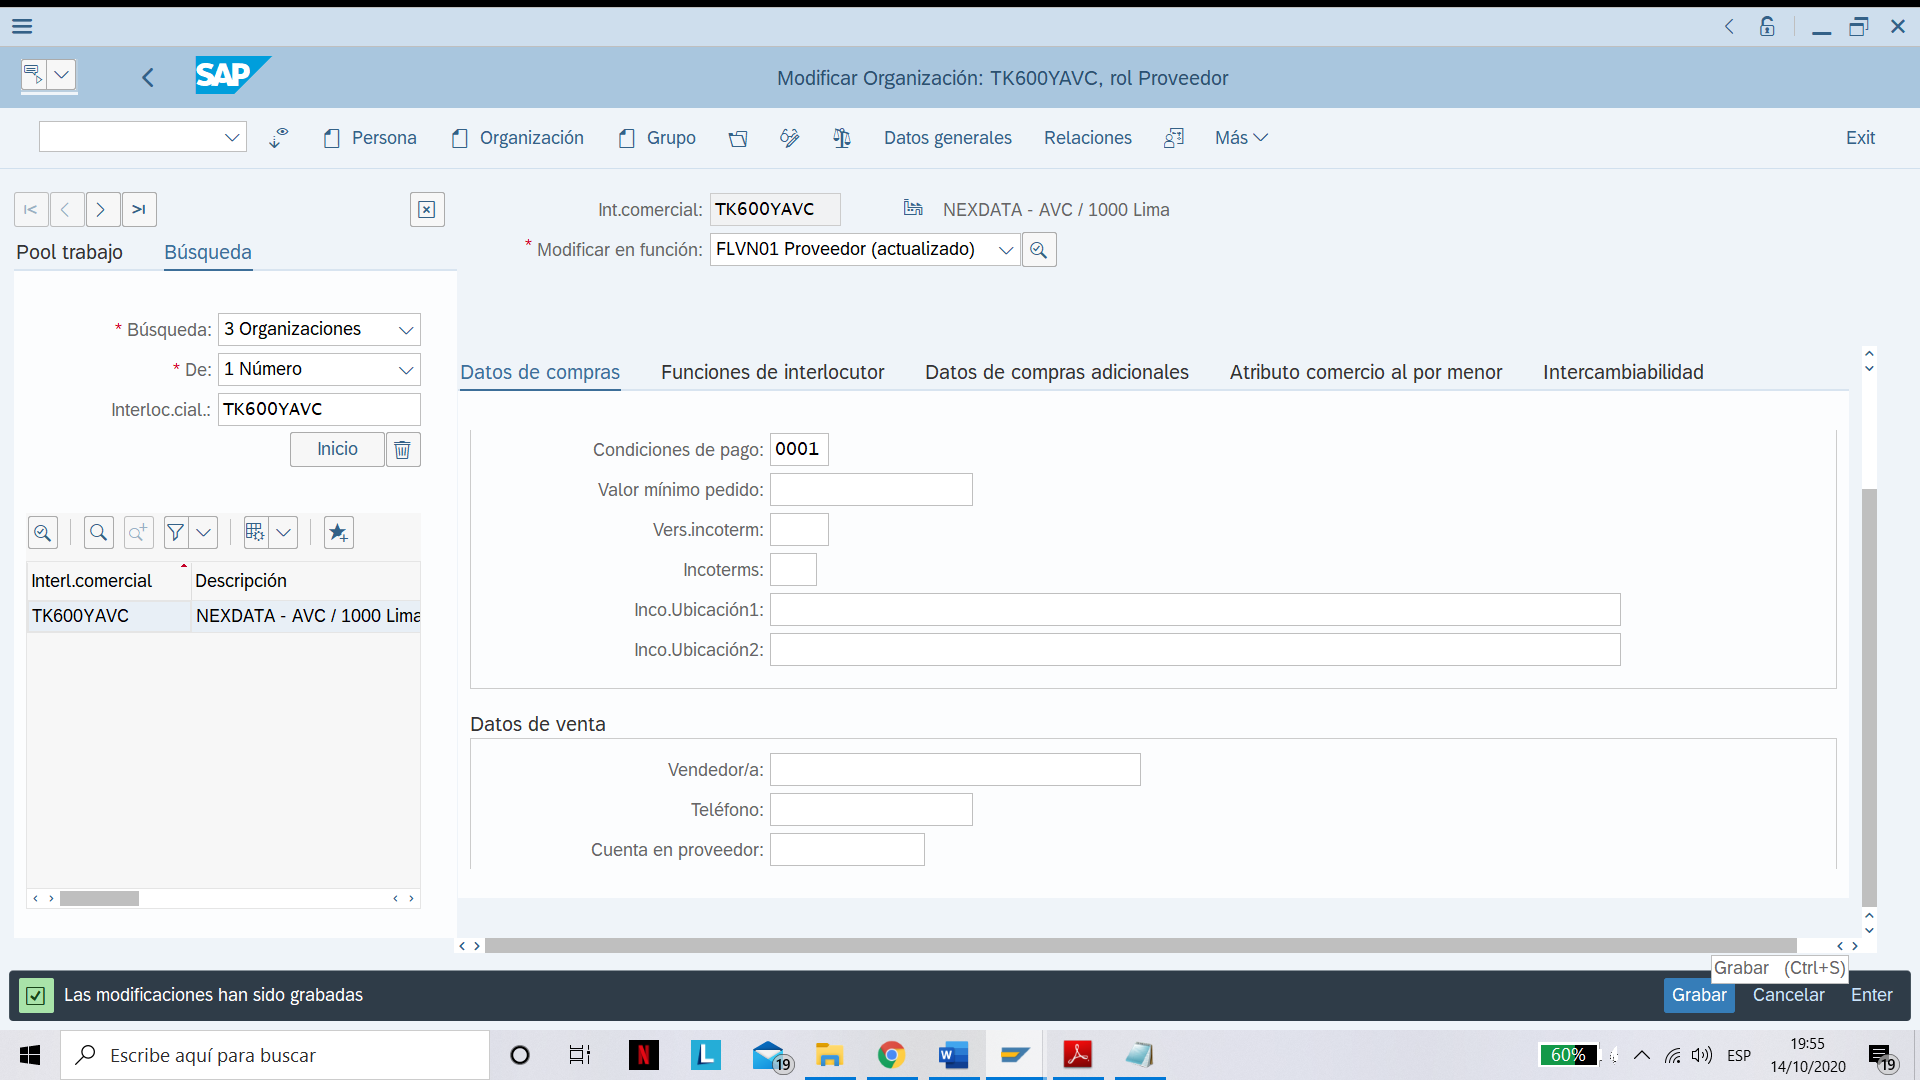 SAP
Modificar Organización: TK600YAVC, rol Proveedor
Persona
Organización
Grupo
Datos generales
Relaciones
Más
Exit
Int.comercial: TK600YAVC
NEXDATA - AVC / 1000 Lima
* Modificar en función: FLVN01 Proveedor (actualizado)
Pool trabajo
Búsqueda
* Búsqueda: 3 Organizaciones
* De: 1 Número
Interloc.cial.: TK600YAVC
Inicio
Interl.comercial
Descripción
TK600YAVC
NEXDATA - AVC / 1000 Lima
Datos de compras
Funciones de interlocutor
Datos de compras adicionales
Atributo comercio al por menor
Intercambiabilidad
Condiciones de pago: 0001
Valor mínimo pedido:
Vers.incoterm:
Incoterms:
Inco.Ubicación1:
Inco.Ubicación2:
Datos de venta
Vendedor/a:
Teléfono:
Cuenta en proveedor:
Grabar (Ctrl+S)
Las modificaciones han sido grabadas
Grabar
Cancelar
Enter
Escribe aquí para buscar
N
L
19
W
60%
ESP
19:55
14/10/2020
19